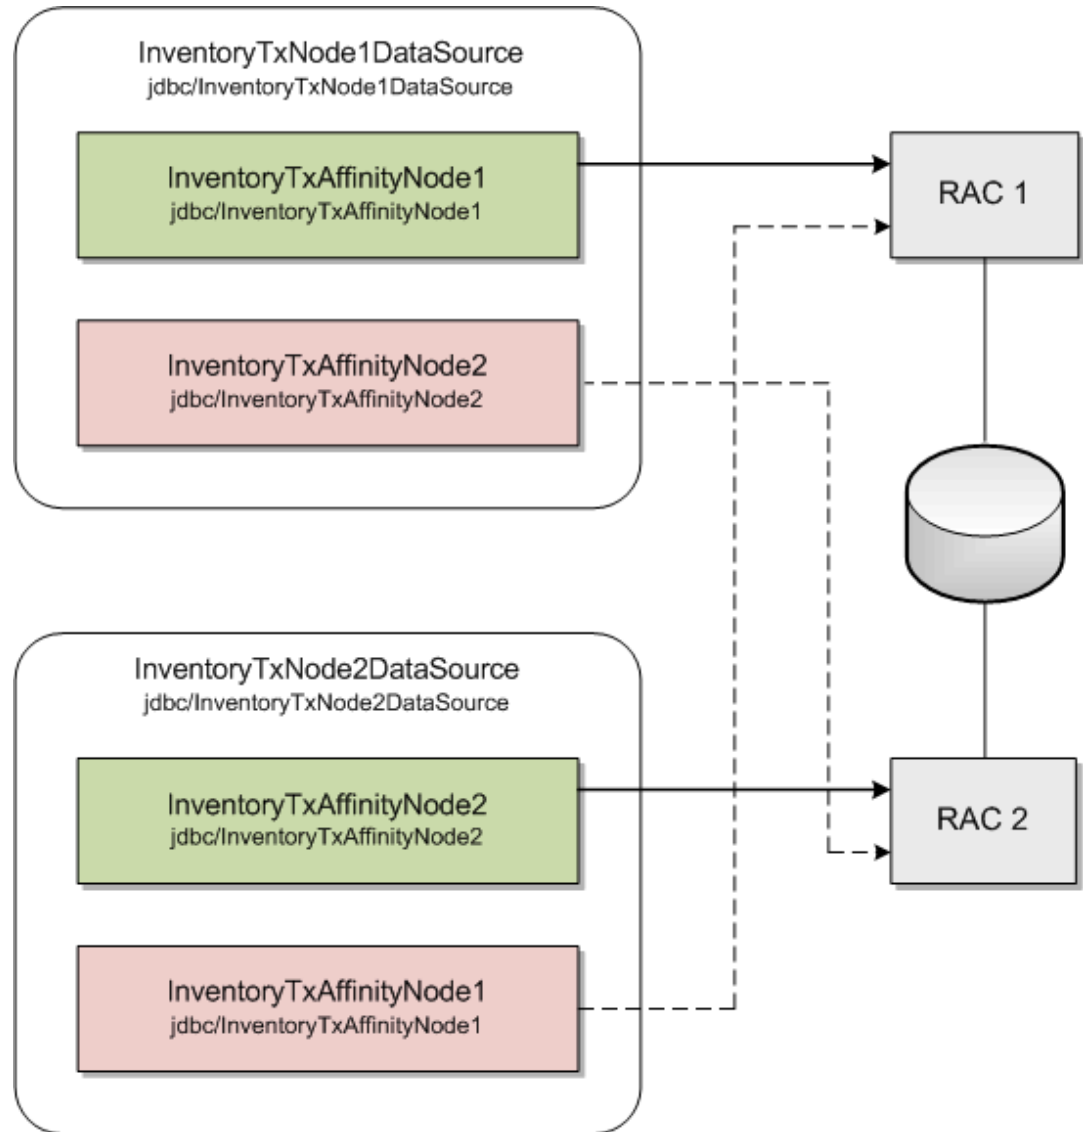 InventoryTxNode1DataSource
jdbc/InventoryTxNode1DataSource
InventoryTxAffinityNode1
jdbc/InventoryTxAffinityNode1
RAC 1
InventoryTxAffinityNode2
jdbc/InventoryTxAffinityNode2
InventoryTxNode2DataSource
jdbc/InventoryTxNode2DataSource
InventoryTxAffinityNode2
jdbc/InventoryTxAffinityNode2
RAC 2
InventoryTxAffinityNode1
jdbc/InventoryTxAffinityNode1